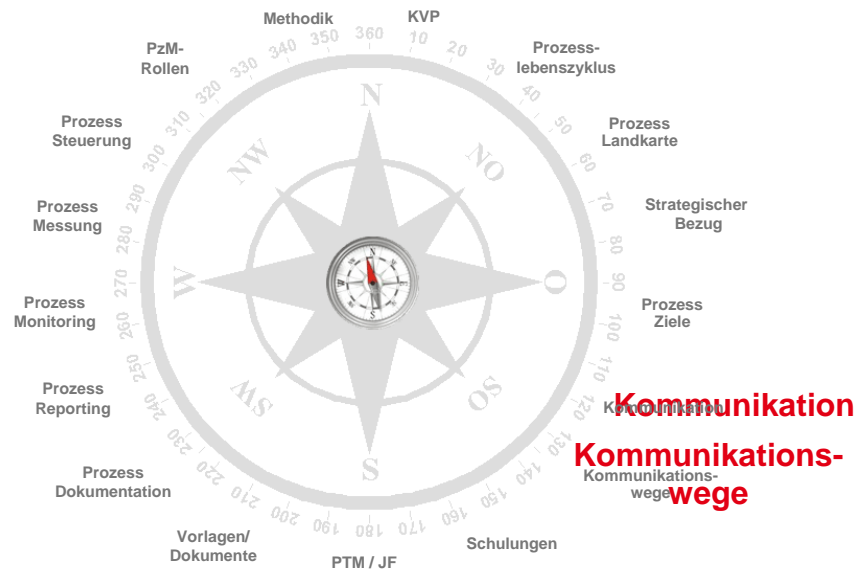 Methodik
KVP
PzM-
Rollen
Prozess-
lebenszyklus
Prozess
Steuerung
Prozess
Landkarte
Prozess
Messung
Strategischer
Bezug
Prozess
Monitoring
Prozess
Ziele
Prozess
Reporting
Kommunikation
Kommunikation
Kommunikations-
wege
Kommunikations-
wege
Prozess
Dokumentation
Vorlagen/
Dokumente
PTM / JF
Schulungen
360
10
20
30
40
50
60
70
80
90
100
110
120
130
140
150
160
170
180
190
200
210
220
230
240
250
260
270
280
290
300
310
320
330
340
350
N
NO
O
SO
S
SW
W
NW